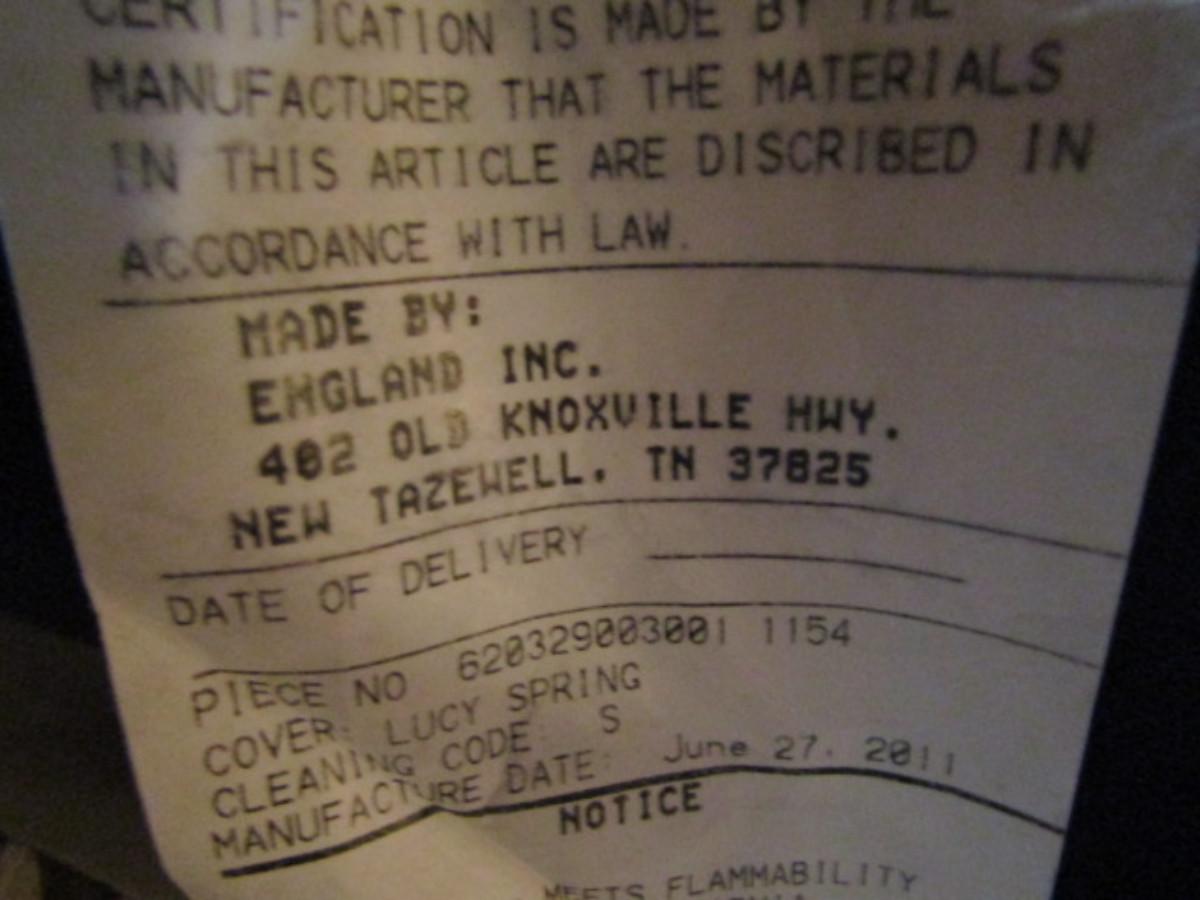 CERTIFICATION IS MADE BY THE
MANUFACTURER THAT THE MATERIALS
IN THIS ARTICLE ARE DISCRIBED IN
ACCORDANCE WITH LAW.
MADE BY:
ENGLAND INC.
402 OLD KNOXVILLE HWY.
NEW TAZEWELL, TN 37825
DATE OF DELIVERY
PIECE NO 620329003001 1154
COVER: LUCY SPRING
CLEANING CODE: S
MANUFACTURE DATE: June 27, 2011
NOTICE
MEETS FLAMMABILITY